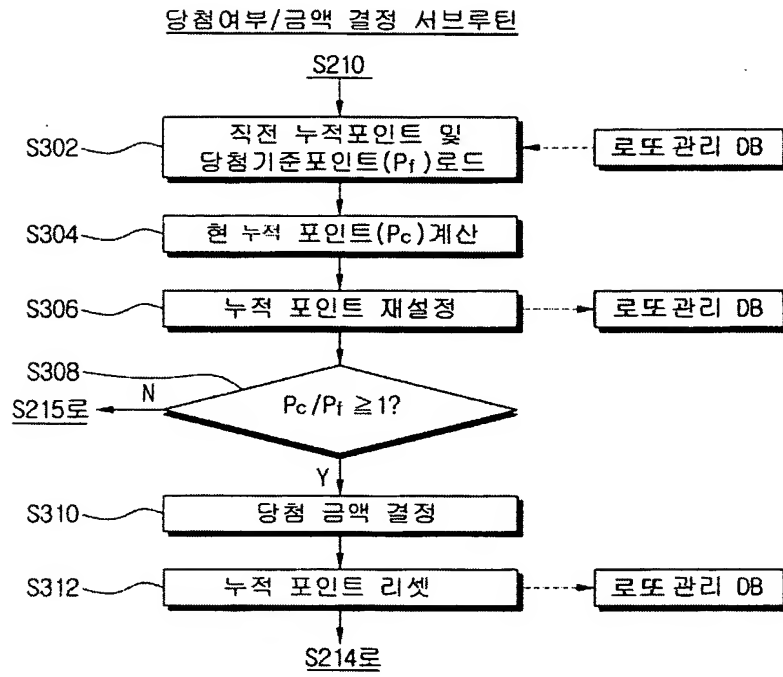 당첨여부/금액 결정 서브루틴
S210
S302
직전 누적포인트 및
당첨기준포인트(Pf)로드
로또관리 DB
S304
현 누적 포인트(Pc)계산
S306
누적 포인트 재설정
로또관리 DB
S308
N
S215로
Pc/Pf ≧1?
Y
S310
당첨 금액 결정
S312
누적 포인트 리셋
로또관리 DB
S214로